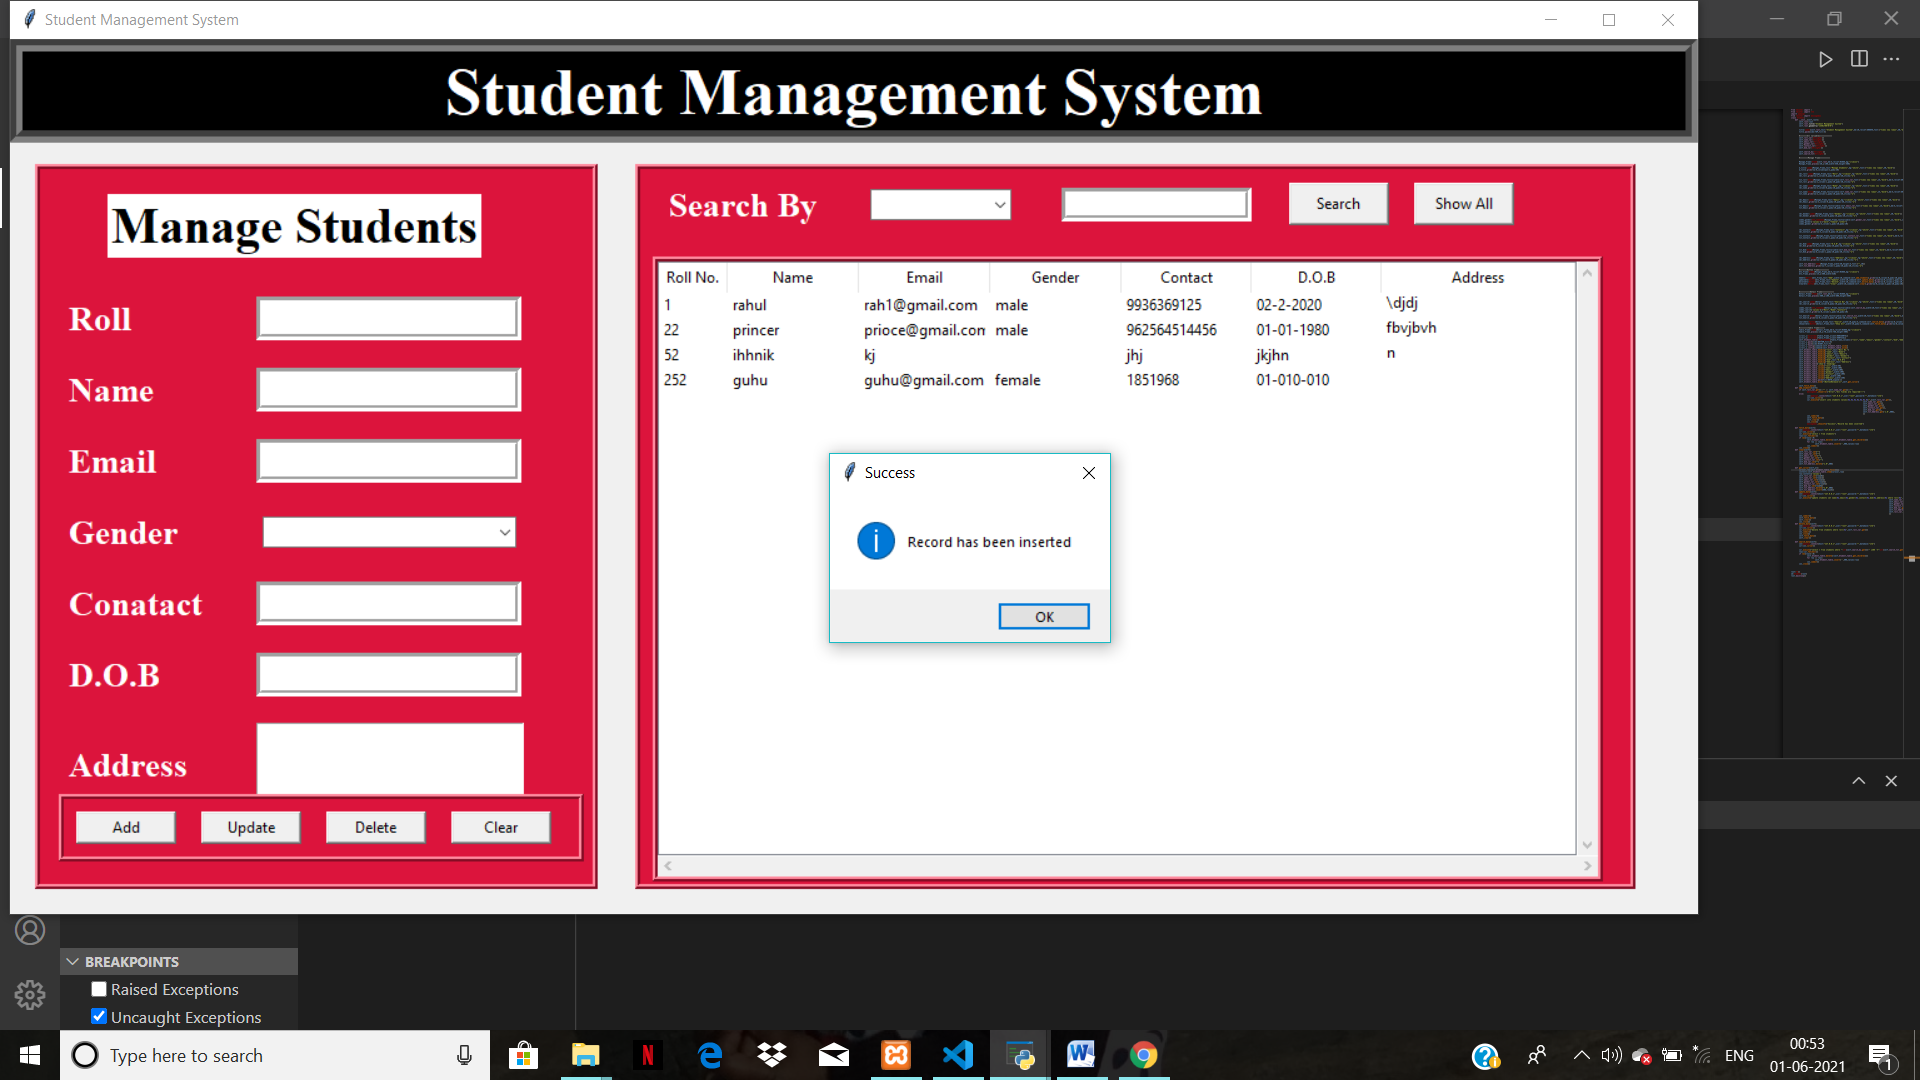 Student Management System
Student Management System
Manage Students
Roll
Name
Email
Gender
Conatact
D.O.B
Address
Add Update Delete Clear
Search By Search Show All
Roll No. Name Email Gender Contact D.O.B Address
1 rahul rah1@gmail.com male 9936369125 02-2-2020 \djdj
22 princer prioce@gmail.con male 962564514456 01-01-1980 fbvjbvh
52 ihhnik kj jhj jkjhn n
252 guhu guhu@gmail.com female 1851968 01-010-010
Success
Record has been inserted
OK
BREAKPOINTS
Raised Exceptions
Uncaught Exceptions
Type here to search
ENG
00:53
01-06-2021
1